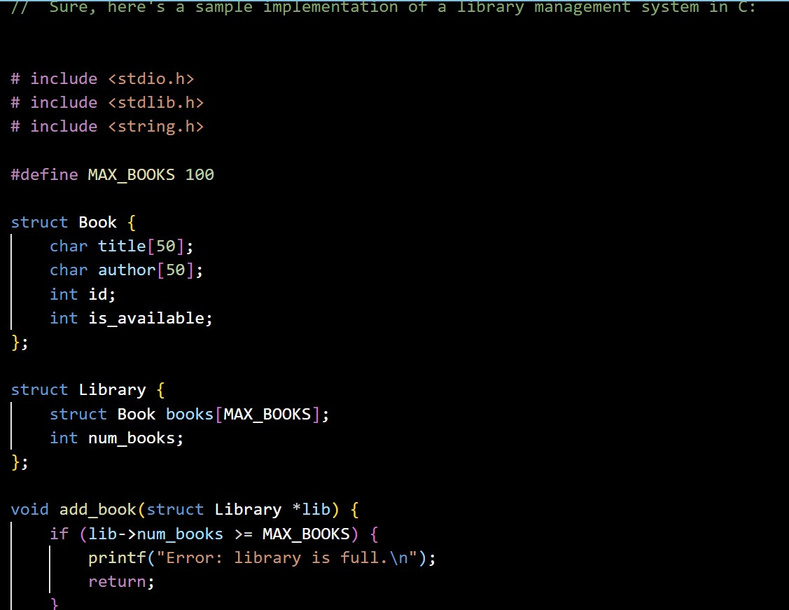 //  Sure, here's a sample implementation of a library management system in C:
# include <stdio.h>
# include <stdlib.h>
# include <string.h>
#define MAX_BOOKS 100
struct Book {
    char title[50];
    char author[50];
    int id;
    int is_available;
};
struct Library {
    struct Book books[MAX_BOOKS];
    int num_books;
};
void add_book(struct Library *lib) {
    if (lib->num_books >= MAX_BOOKS) {
        printf("Error: library is full.\n");
        return;
    }